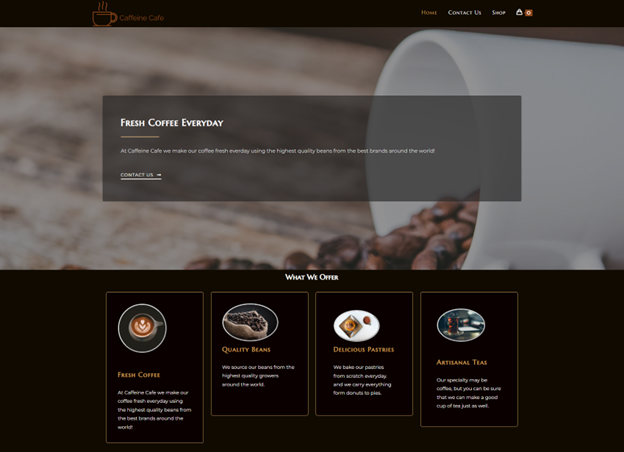 Caffeine Cafe
Home Contact Us Shop 0
Fresh Coffee Everyday
At Caffeine Cafe we make our coffee fresh everday using the highest quality beans from the best brands around the world!
CONTACT US →
What We Offer
Fresh Coffee
At Caffeine Cafe we make our
coffee fresh everyday using
the highest quality beans from
the best brands around the
world!
Quality Beans
We source our beans from the
highest quality growers
around the world.
Delicious Pastries
We bake our pastries
from scratch everyday,
and we carry everything
form donuts to pies.
Artisanal Teas
Our specialty may be
coffee, but you can be sure
that we can make a good
cup of tea just as well.